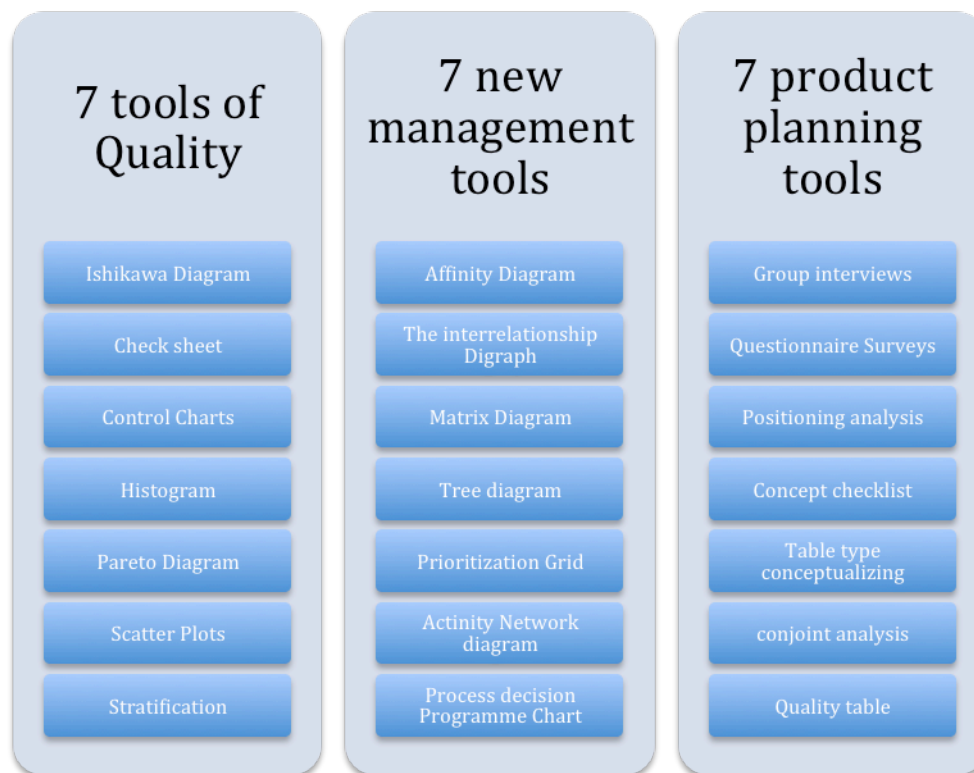 7 tools of
Quality
Ishikawa Diagram
Check sheet
Control Charts
Histogram
Pareto Diagram
Scatter Plots
Stratification
7 new
management
tools
Affinity Diagram
The interrelationship
Digraph
Matrix Diagram
Tree diagram
Prioritization Grid
Actinity Network
diagram
Process decision
Programme Chart
7 product
planning
tools
Group interviews
Questionnaire Surveys
Positioning analysis
Concept checklist
Table type
conceptualizing
conjoint analysis
Quality table